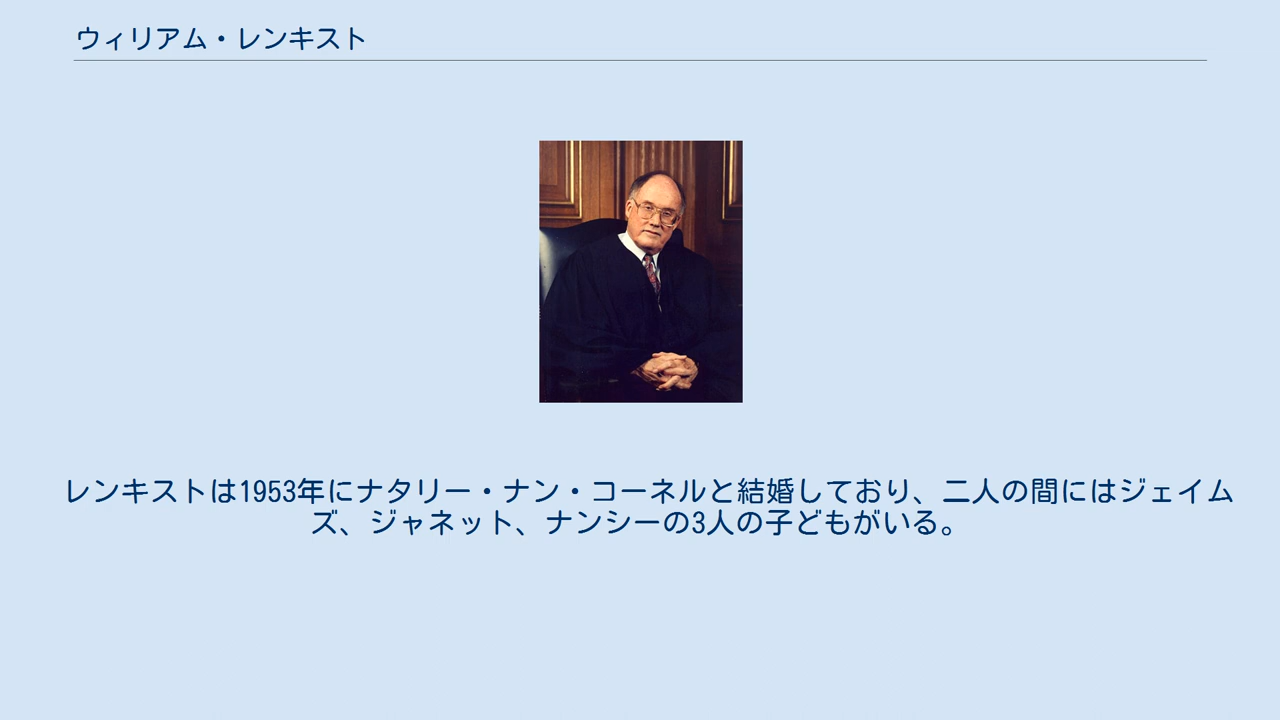 ウィリアム・レンキスト
レンキストは1953年にナタリー・ナン・コーネルと結婚しており、二人の間にはジェイム
ズ、ジャネット、ナンシーの3人の子どもがいる。